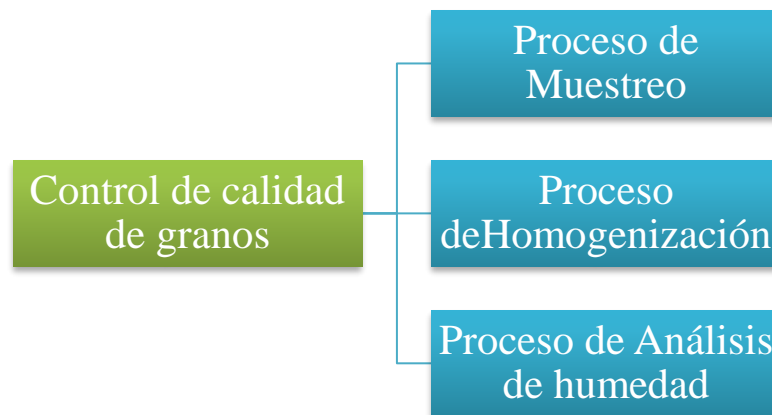 Proceso de
Muestreo
Control de calidad
de granos
Proceso
deHomogenización
Proceso de Análisis
de humedad